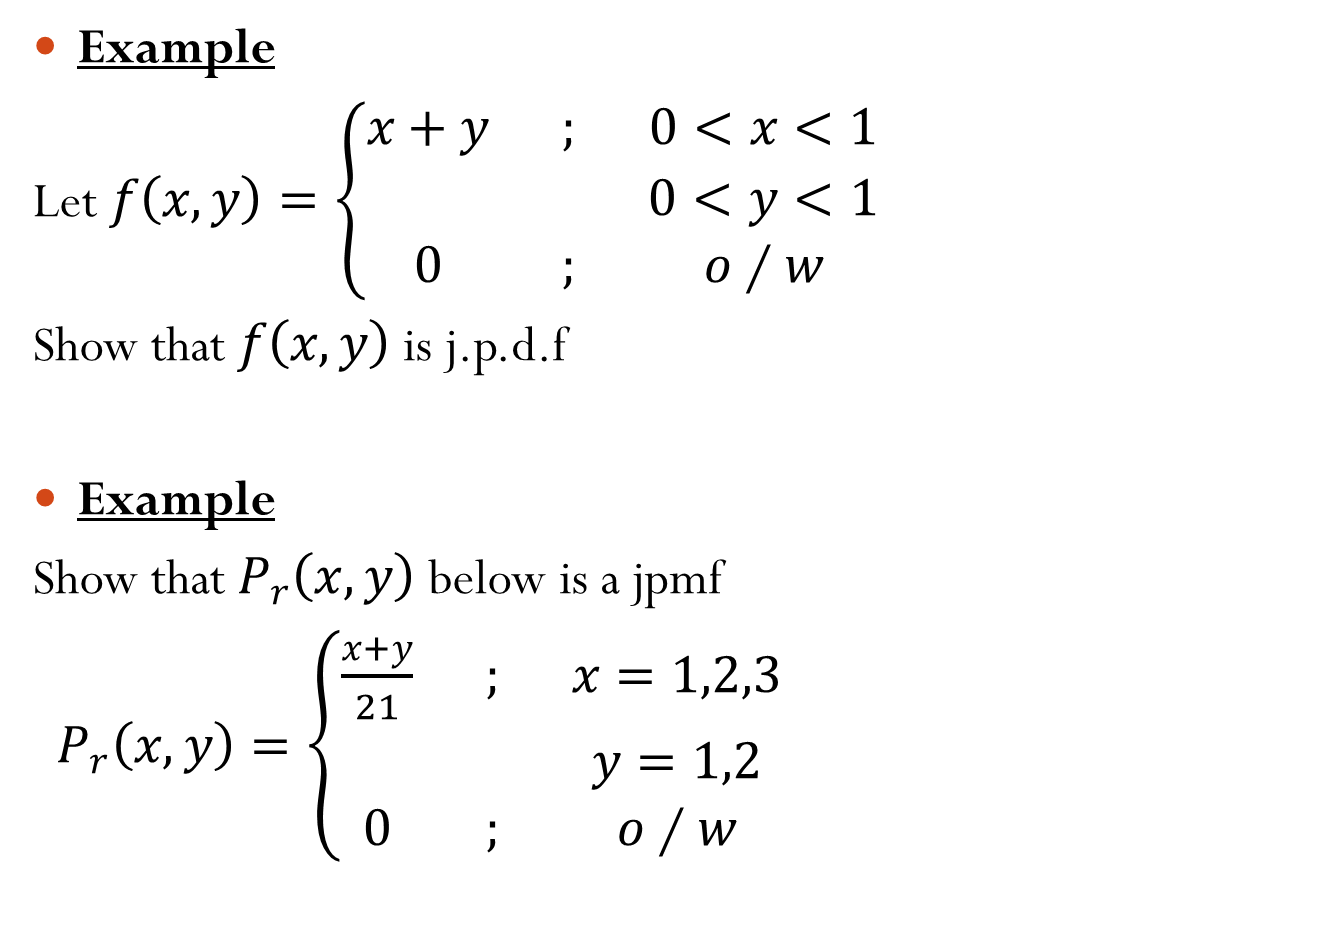 • Example
Let f(x, y) = { x + y ; 0 < x < 1
0 < y < 1
0 ; o / w
Show that f(x, y) is j.p.d.f
• Example
Show that P_r(x, y) below is a jpmf
P_r(x, y) = { \frac{x+y}{21} ; x = 1,2,3
y = 1,2
0 ; o / w